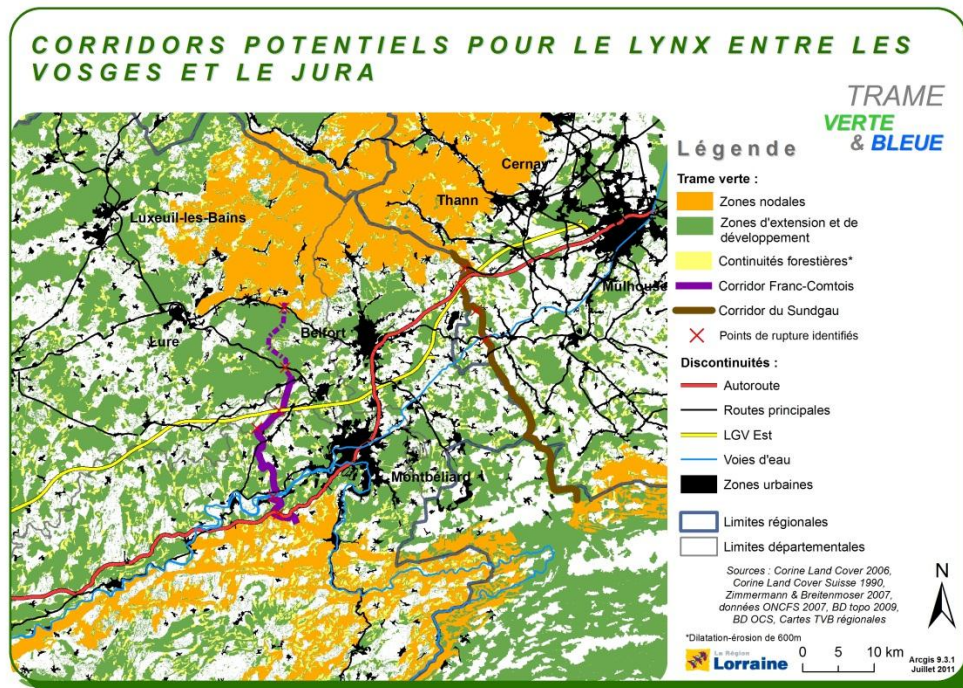 CORRIDORS POTENTIELS POUR LE LYNX ENTRE LES
VOSGES ET LE JURA
TRAME
VERTE
& BLEUE
Cernay
Thann
Luxeuil-les-Bains
Mulhouse
Belfort
Lure
Montbéliard
Légende
Trame verte :
Zones nodales
Zones d'extension et de
développement
Continuités forestières*
Corridor Franc-Comtois
Corridor du Sundgau
Points de rupture identifiés
Discontinuités :
Autoroute
Routes principales
LGV Est
Voies d'eau
Zones urbaines
Limites régionales
Limites départementales
Sources : Corine Land Cover 2006,
Corine Land Cover Suisse 1990,
Zimmermann & Breitenmoser 2007,
données ONCFS 2007, BD topo 2009,
BD OCS, Cartes TVB régionales
N
*Dilatation-érosion de 600m
La Région
Lorraine
0 5 10 km
Arcgis 9.3.1
Juillet 2011